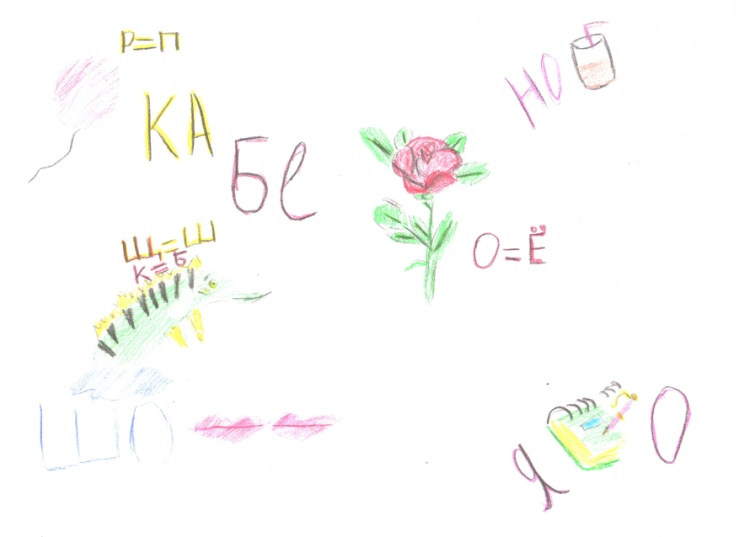 Р=П
КА
НО
Бе
О=Ё
Щ=Ш
К=Б
ШО
Я
О